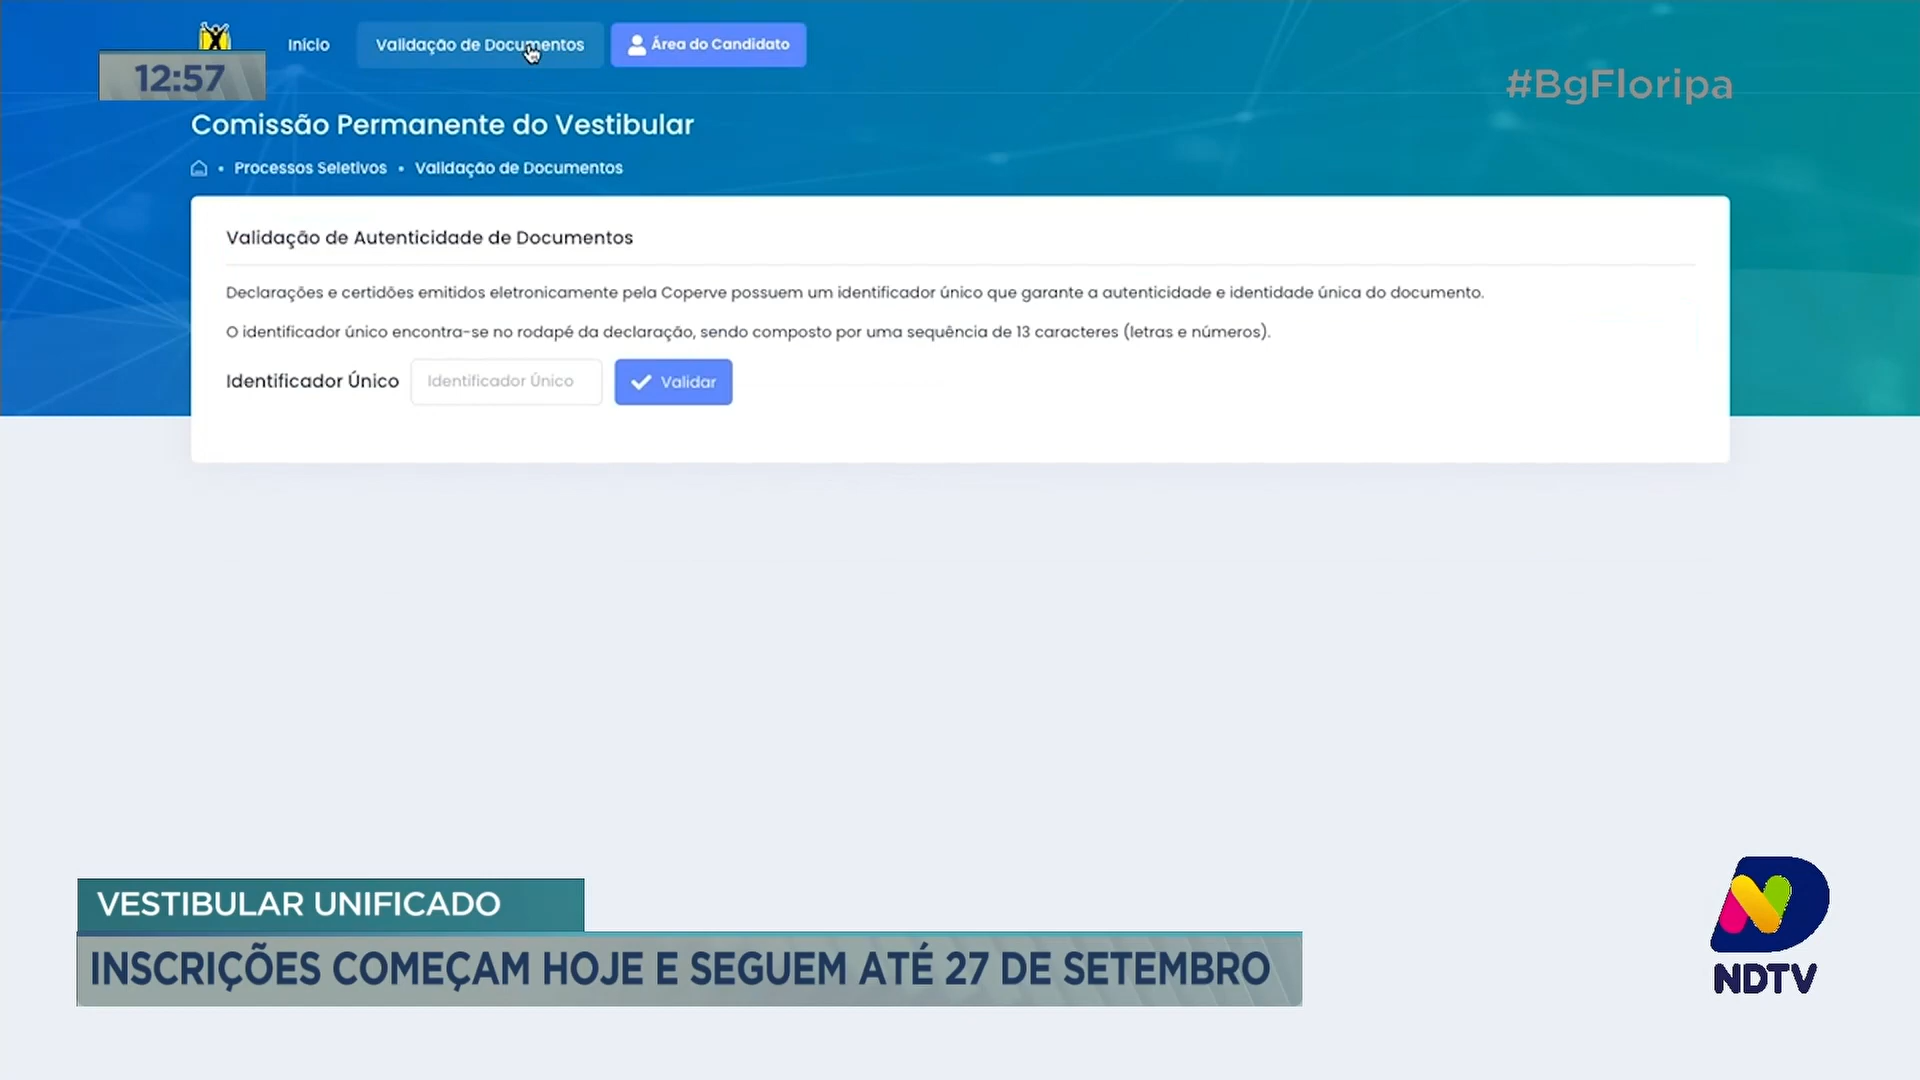 Início
Validação de Documentos
Área do Candidato
12:57
#BgFloripa
Comissão Permanente do Vestibular
• Processos Seletivos • Validação de Documentos
Validação de Autenticidade de Documentos
Declarações e certidões emitidos eletronicamente pela Coperve possuem um identificador único que garante a autenticidade e identidade única do documento.
O identificador único encontra-se no rodapé da declaração, sendo composto por uma sequência de 13 caracteres (letras e números).
Identificador Único
Identificador Único
Validar
VESTIBULAR UNIFICADO
INSCRIÇÕES COMEÇAM HOJE E SEGUEM ATÉ 27 DE SETEMBRO
NDTV